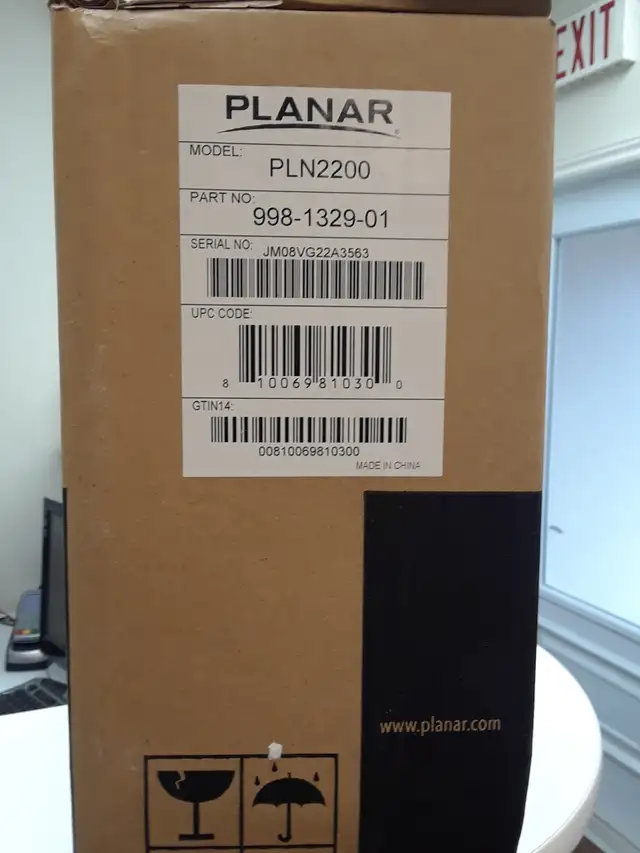 EXIT
PLANAR
MODEL:
PLN2200
PART NO:
998-1329-01
SERIAL NO: JM08VG22A3563
UPC CODE:
8 10069 81030 0
GTIN14:
00810069810300
MADE IN CHINA
www.planar.com